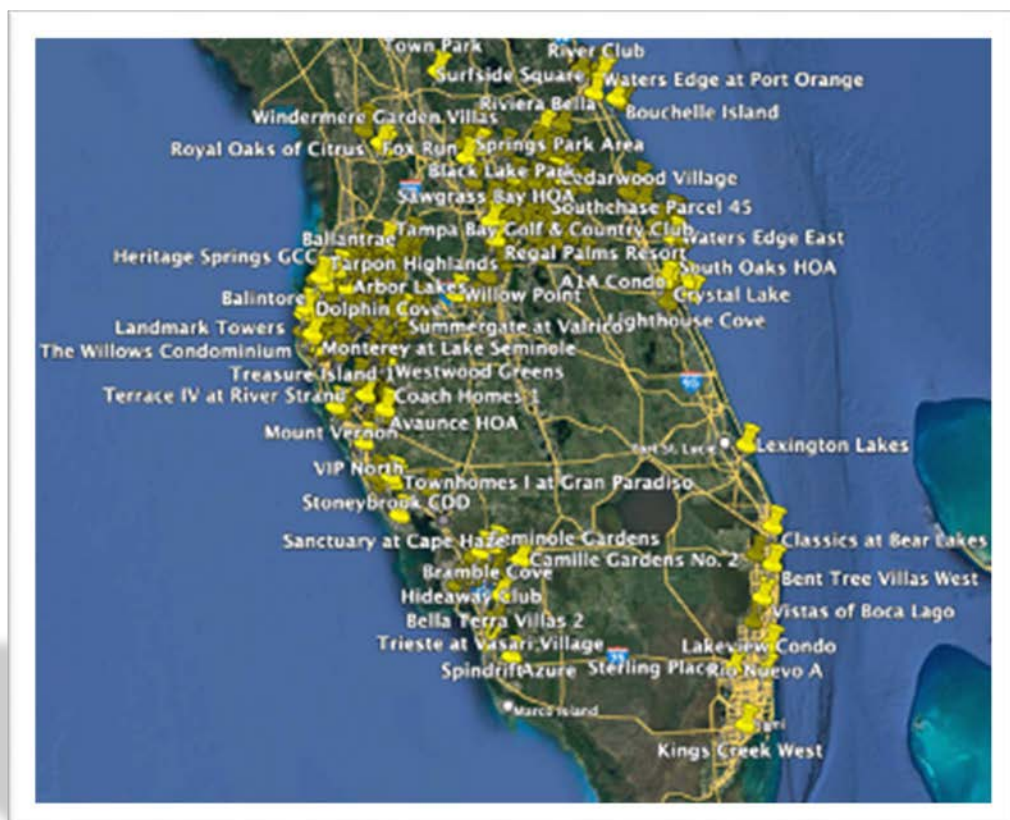 Town Park
River Club
Surfside Square
Waters Edge at Port Orange
Riviera Bella
Bouchelle Island
Windermere Garden Villas
Royal Oaks of Citrus
Fox Run
Springs Park Area
Black Lake Park
Cedarwood Village
Sawgrass Bay HOA
Southchase Parcel 45
Tampa Bay Golf & Country Club
Ballantrae
Waters Edge East
Heritage Springs GCC
Regal Palms Resort
Tarpon Highlands
South Oaks HOA
Arbor Lakes
A1A Condo
Willow Point
Crystal Lake
Balintore
Dolphin Cove
Landmark Towers
Summergate at Valrico
Lighthouse Cove
The Willows Condominium
Monterey at Lake Seminole
Treasure Island 1
Westwood Greens
95
Terrace IV at River Strand
Coach Homes 1
Avaunce HOA
Mount Vernon
Port St. Lucie
Lexington Lakes
VIP North
Townhomes I at Gran Paradiso
Stoneybrook CDD
Sanctuary at Cape Haze
Seminole Gardens
Classics at Bear Lakes
Camille Gardens No. 2
Bramble Cove
Bent Tree Villas West
Hideaway Club
Vistas of Boca Lago
Bella Terra Villas 2
Trieste at Vasari Village
Lakeview Condo
75
Spindrift
Azure
Sterling Place
Rio Nuevo A
Marco Island
Kings Creek West